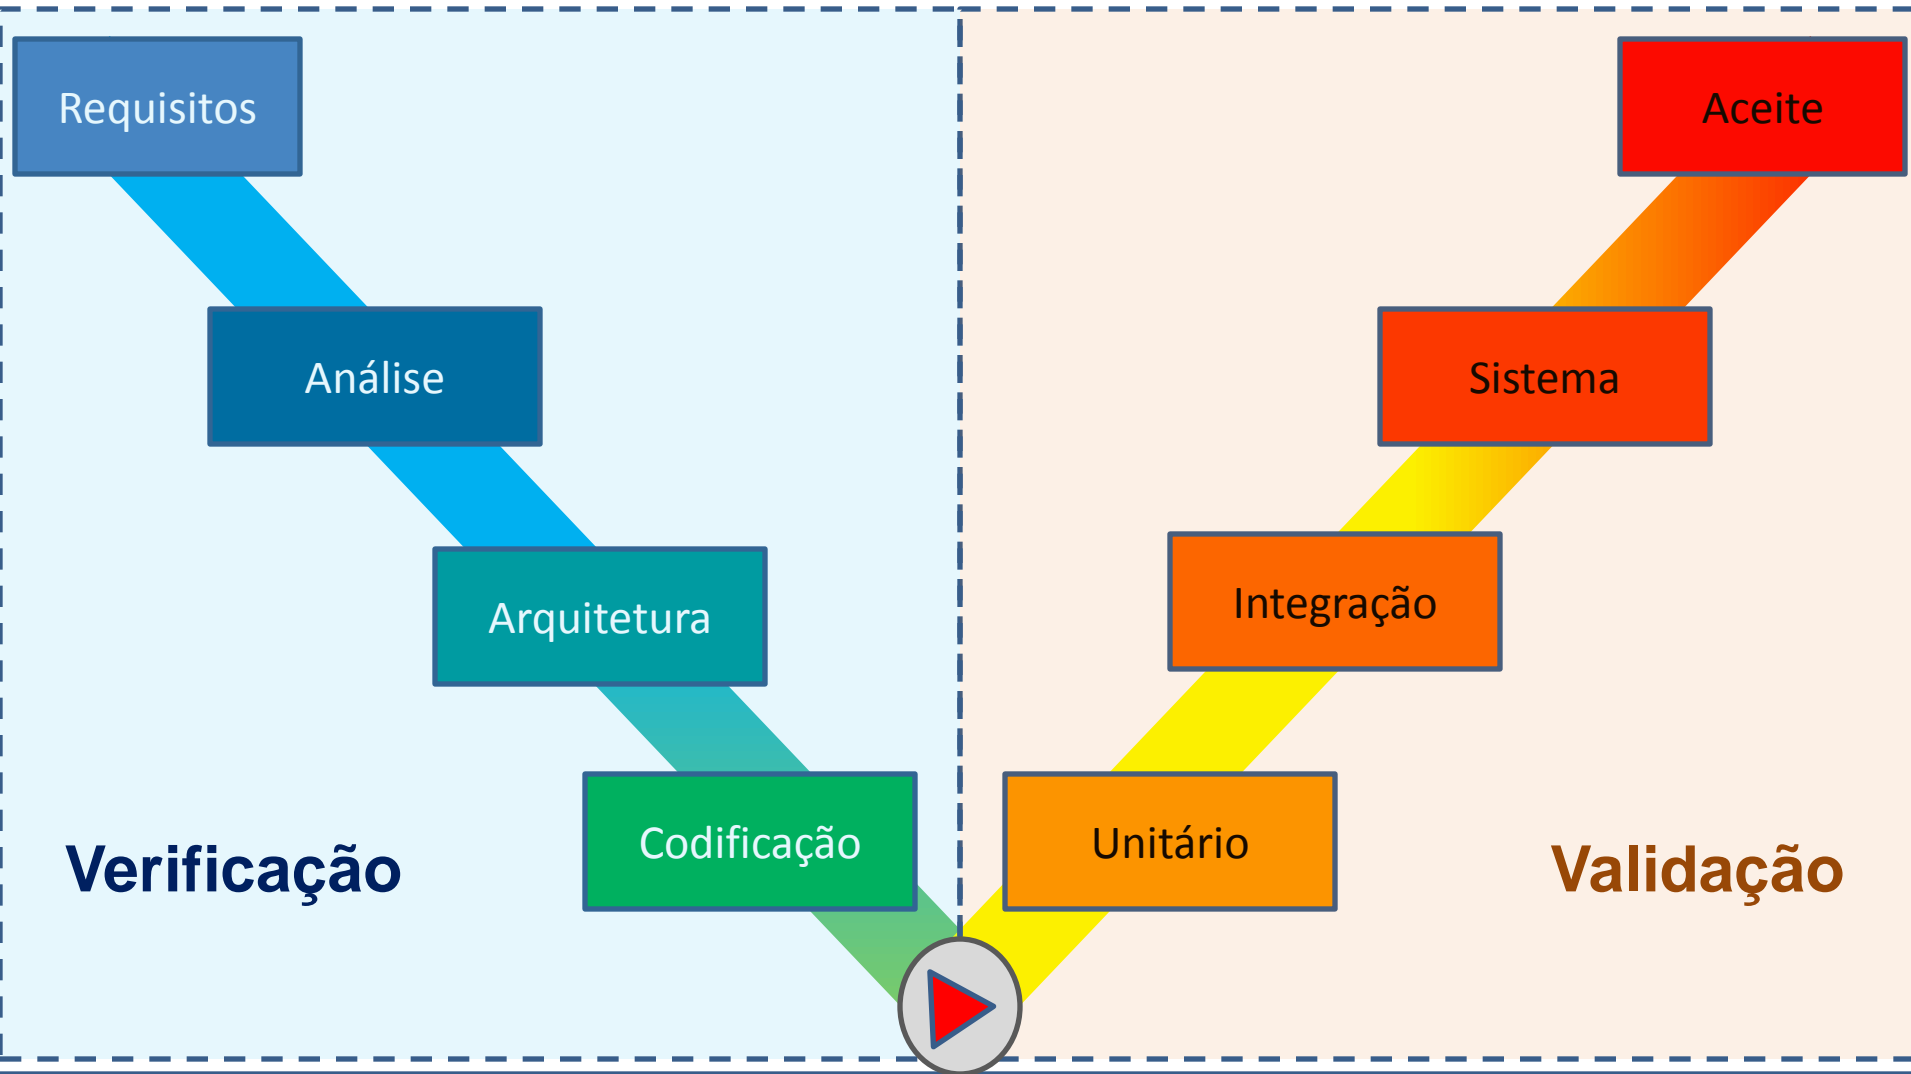 Requisitos
Aceite
Análise
Sistema
Arquitetura
Integração
Codificação
Unitário
Verificação
Validação